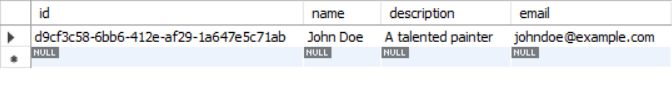 id name description email
d9cf3c58-6bb6-412e-af29-1a647e5c71ab John Doe A talented painter johndoe@example.com
NULL NULL NULL NULL